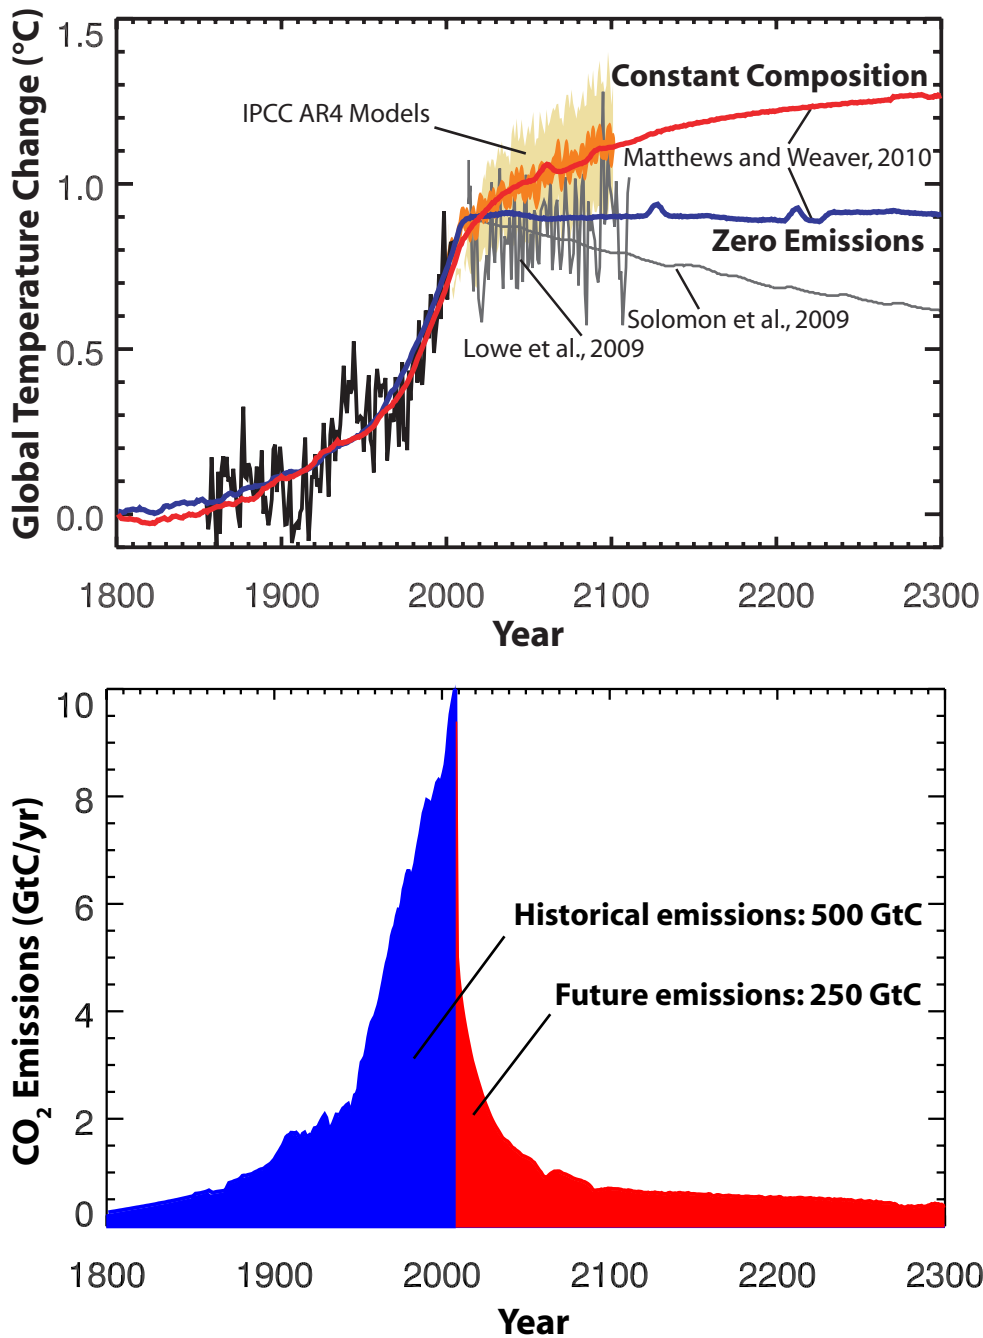 Global Temperature Change (°C)
1.5
1.0
0.5
0.0
Constant Composition
IPCC AR4 Models
Matthews and Weaver, 2010
Zero Emissions
Solomon et al., 2009
Lowe et al., 2009
1800 1900 2000 2100 2200 2300
Year
CO2 Emissions (GtC/yr)
10
8
6
4
2
0
Historical emissions: 500 GtC
Future emissions: 250 GtC
1800 1900 2000 2100 2200 2300
Year